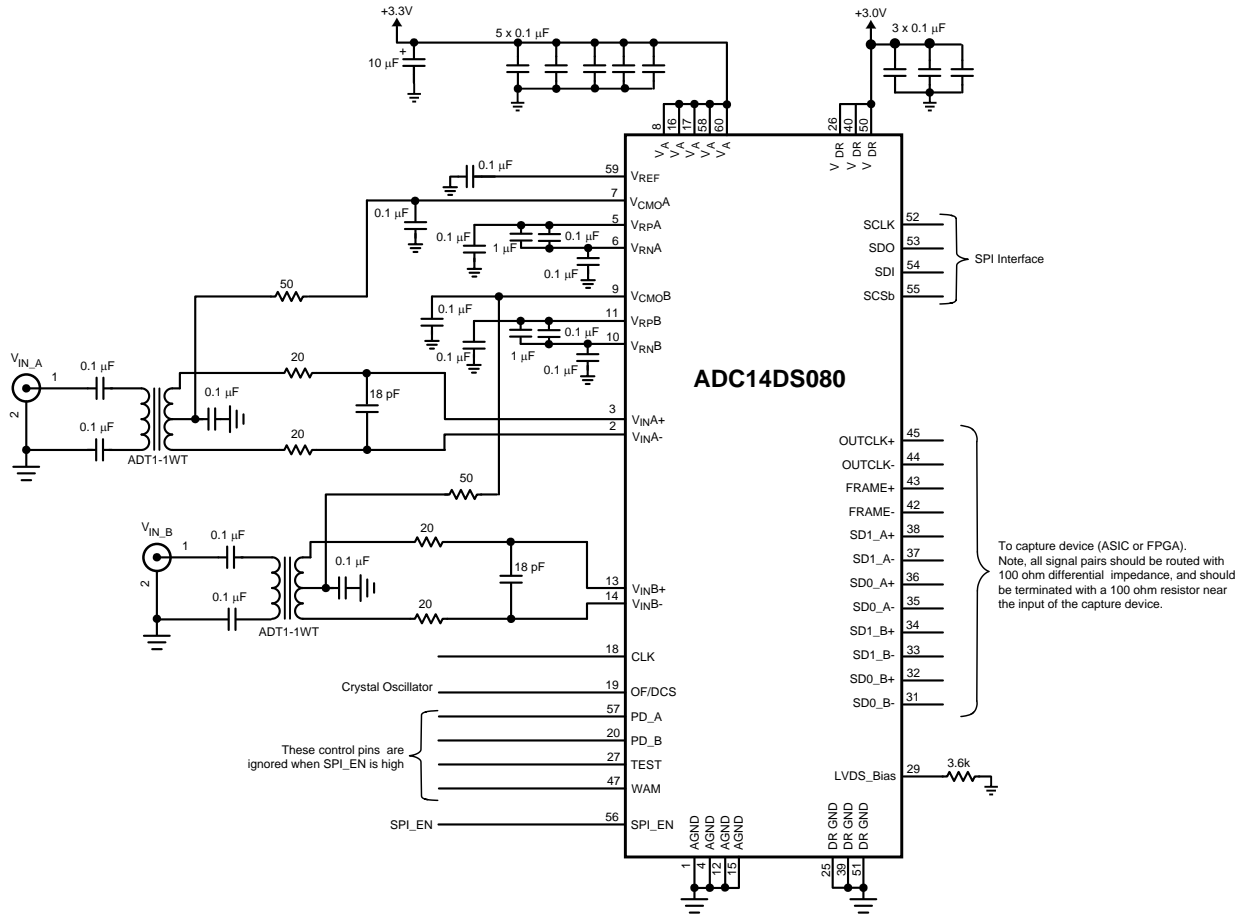 +3.3V
+
10 µF
5 x 0.1 µF
+3.0V
3 x 0.1 µF
8
16
17
58
60
VA
VA
VA
VA
VA
26
40
50
VDR
VDR
VDR
0.1 µF
59
VREF
7
VCMOA
0.1 µF
5
VRPA
0.1 µF
1 µF
0.1 µF
6
VRNA
0.1 µF
50
9
VCMOB
0.1 µF
11
VRPB
0.1 µF
1 µF
0.1 µF
10
VRNB
0.1 µF
ADC14DS080
SCLK
52
SDO
53
SDI
54
SCSb
55
SPI Interface
VIN_A
1
2
0.1 µF
0.1 µF
ADT1-1WT
0.1 µF
20
20
18 pF
3
VINA+
2
VINA-
50
VIN_B
1
2
0.1 µF
0.1 µF
ADT1-1WT
0.1 µF
20
20
18 pF
13
VINB+
14
VINB-
OUTCLK+
45
OUTCLK-
44
FRAME+
43
FRAME-
42
SD1_A+
38
SD1_A-
37
SD0_A+
36
SD0_A-
35
SD1_B+
34
SD1_B-
33
SD0_B+
32
SD0_B-
31
To capture device (ASIC or FPGA).
Note, all signal pairs should be routed with
100 ohm differential impedance, and should
be terminated with a 100 ohm resistor near
the input of the capture device.
18
CLK
Crystal Oscillator
19
OF/DCS
57
PD_A
20
PD_B
These control pins are
ignored when SPI_EN is high
27
TEST
47
WAM
SPI_EN
56
SPI_EN
LVDS_Bias
29
3.6k
AGND
AGND
AGND
AGND
1
4
12
15
DR GND
DR GND
DR GND
25
39
51